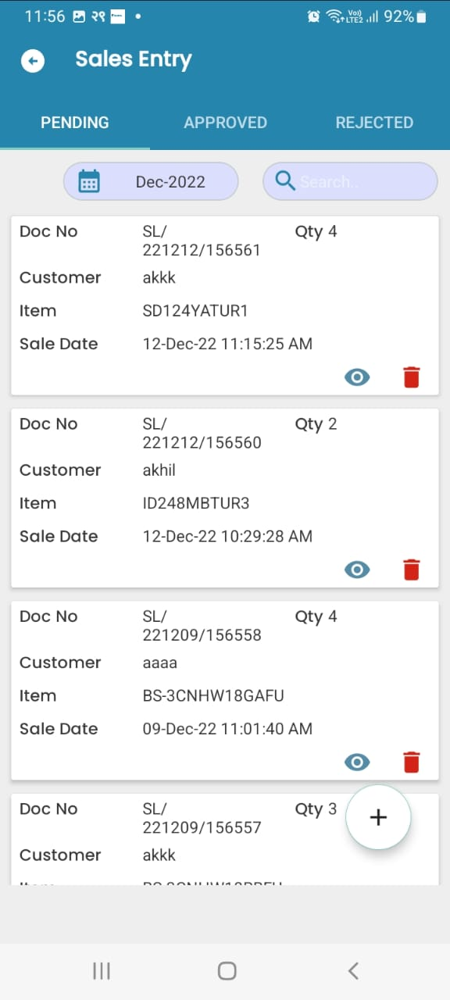 11:56 २९ Vo)) LTE2 92%
Sales Entry
PENDING APPROVED REJECTED
Dec-2022 Search..
Doc No SL/ Qty 4
221212/156561
Customer akkk
Item SD124YATUR1
Sale Date 12-Dec-22 11:15:25 AM
Doc No SL/ Qty 2
221212/156560
Customer akhil
Item ID248MBTUR3
Sale Date 12-Dec-22 10:29:28 AM
Doc No SL/ Qty 4
221209/156558
Customer aaaa
Item BS-3CNHW18GAFU
Sale Date 09-Dec-22 11:01:40 AM
Doc No SL/ Qty 3
221209/156557
Customer akkk